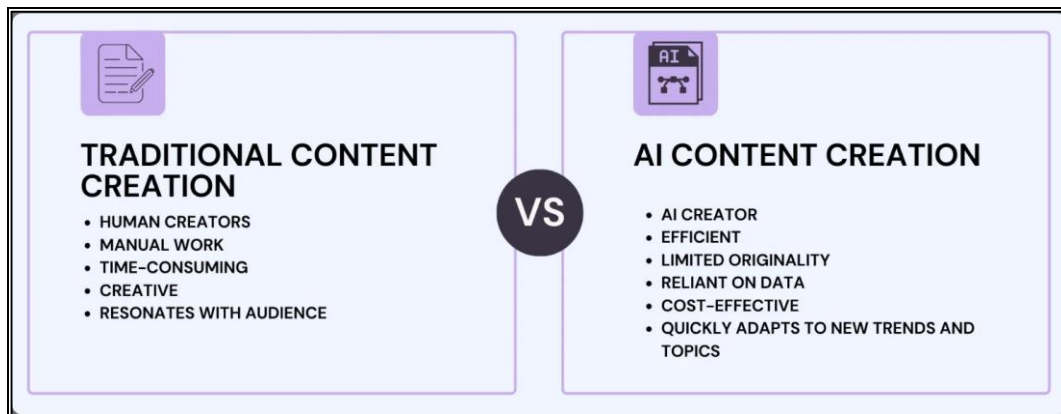 TRADITIONAL CONTENT
CREATION
• HUMAN CREATORS
• MANUAL WORK
• TIME-CONSUMING
• CREATIVE
• RESONATES WITH AUDIENCE
VS
AI
AI CONTENT CREATION
• AI CREATOR
• EFFICIENT
• LIMITED ORIGINALITY
• RELIANT ON DATA
• COST-EFFECTIVE
• QUICKLY ADAPTS TO NEW TRENDS AND
TOPICS